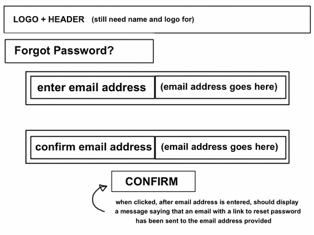 LOGO + HEADER (still need name and logo for)
Forgot Password?
enter email address (email address goes here)
confirm email address (email address goes here)
CONFIRM
when clicked, after email address is entered, should display
a message saying that an email with a link to reset password
has been sent to the email address provided